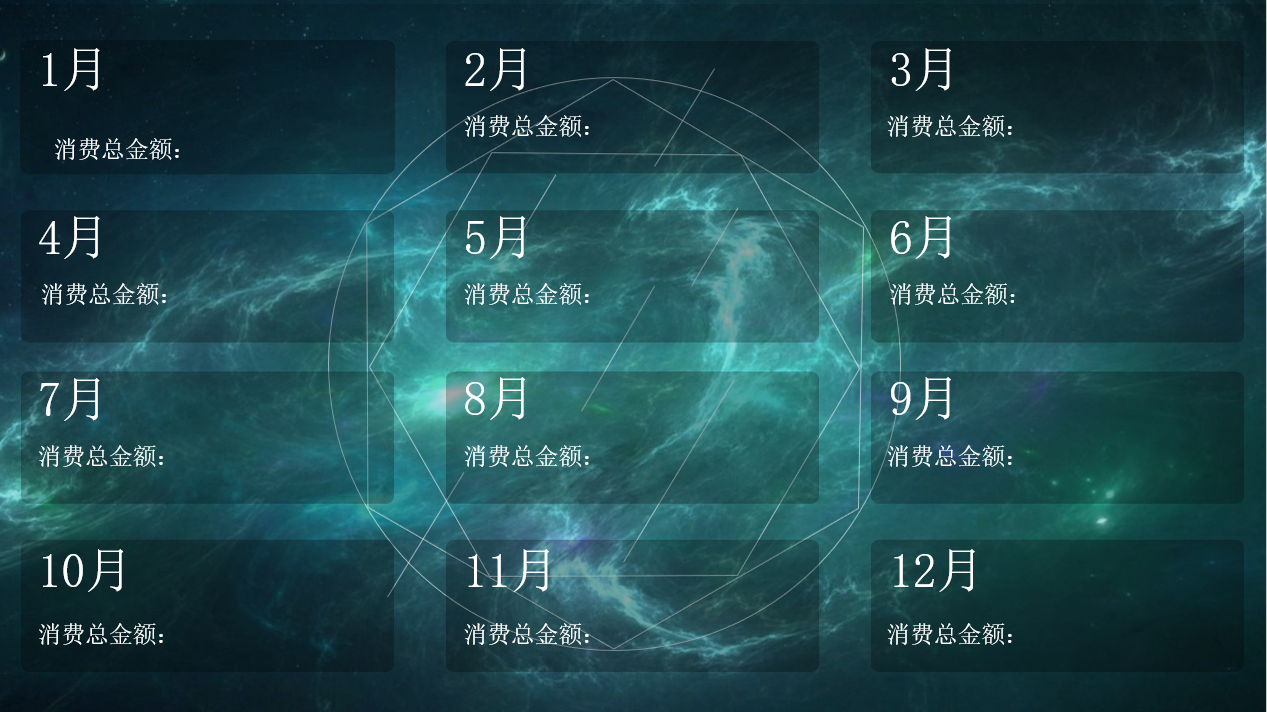 1月
消费总金额：
2月
消费总金额：
3月
消费总金额：
4月
消费总金额：
5月
消费总金额：
6月
消费总金额：
7月
消费总金额：
8月
消费总金额：
9月
消费总金额：
10月
消费总金额：
11月
消费总金额：
12月
消费总金额：